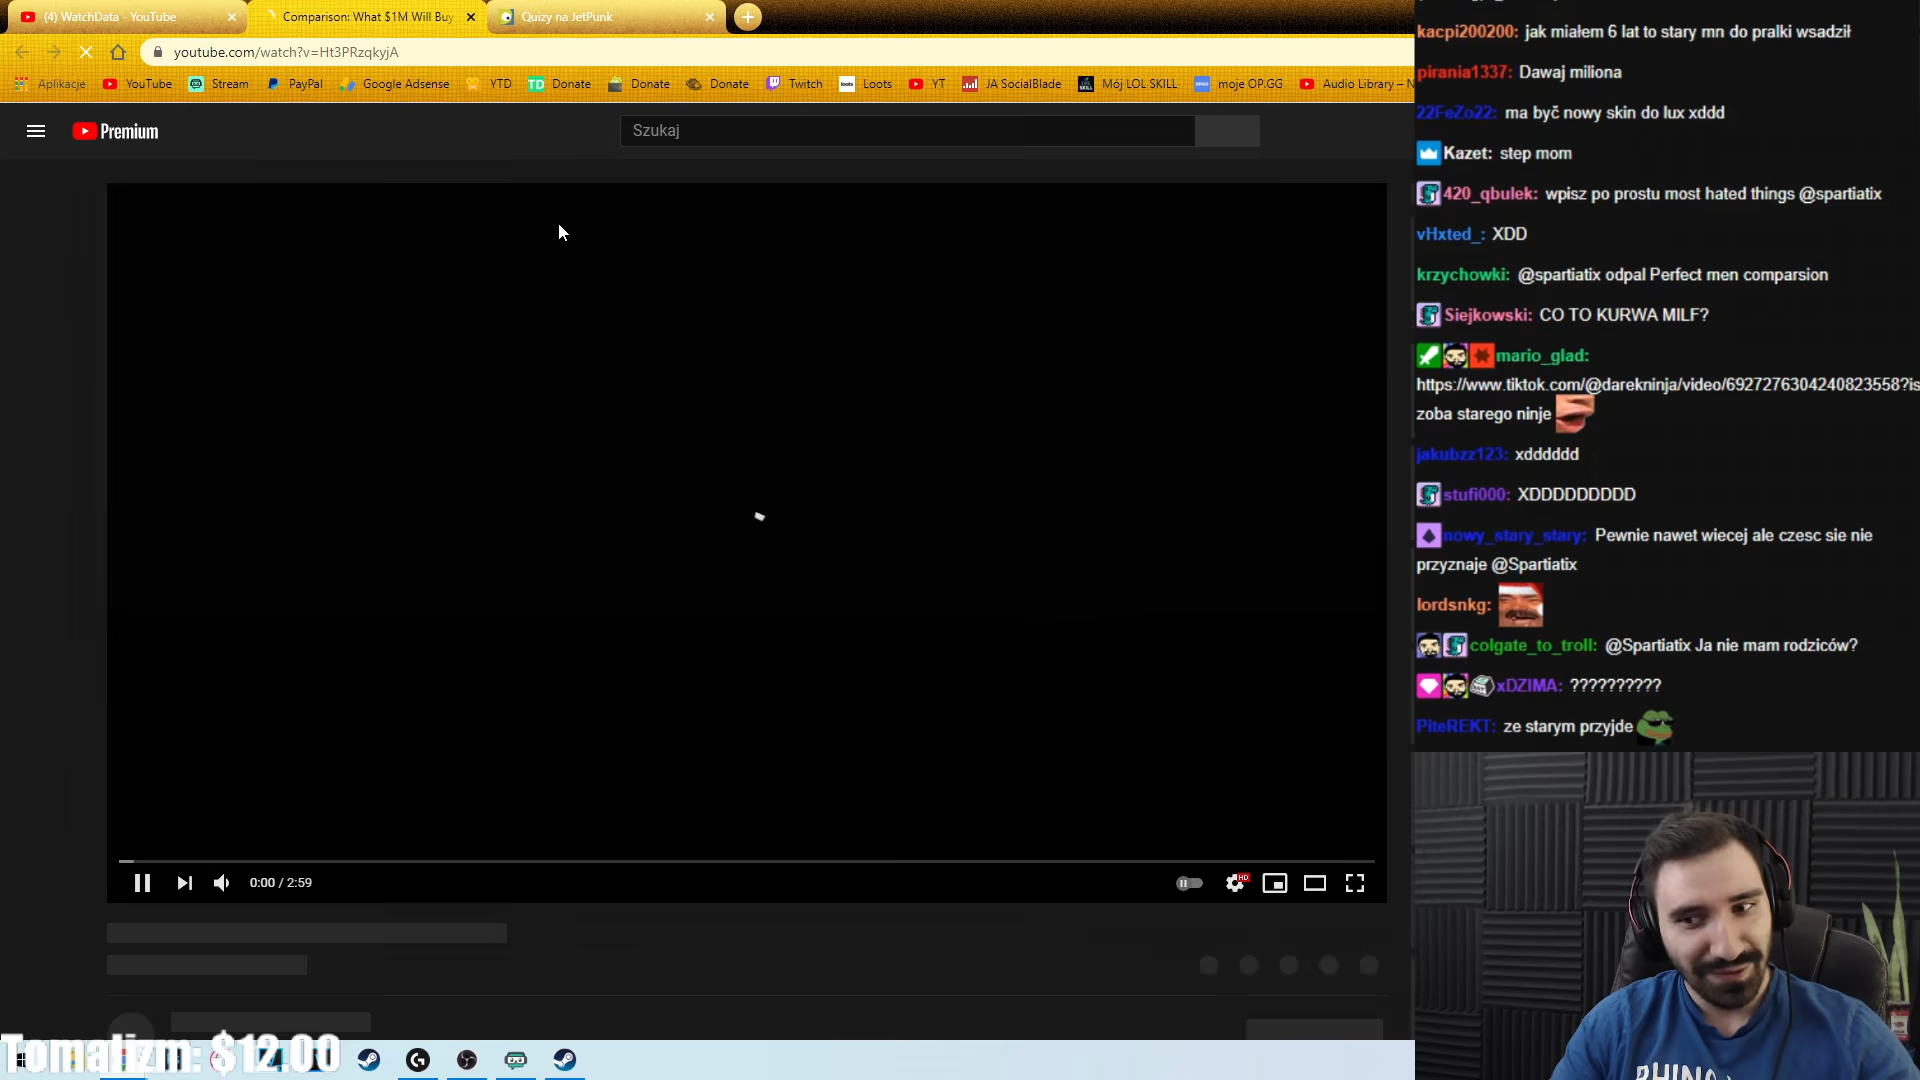 (4) WatchData - YouTube
Comparison: What $1M Will Buy
Quizy na JetPunk
youtube.com/watch?v=Ht3PRzqkyjA
Aplikacje YouTube Stream PayPal Google Adsense YTD Donate Donate Donate Twitch Loots YT JA SocialBlade Mój LOL SKILL moje OP.GG Audio Library – N
Premium
Szukaj
0:00 / 2:59
HD
Tomalizm: $12.00
kacpi200200: jak miałem 6 lat to stary mn do pralki wsadził
pirania1337: Dawaj miliona
22FeZo22: ma byč nowy skin do lux xddd
Kazet: step mom
420_qbulek: wpisz po prostu most hated things @spartiatix
vHxted_: XDD
krzychowki: @spartiatix odpal Perfect men comparsion
Siejkowski: CO TO KURWA MILF?
mario_glad:
https://www.tiktok.com/@darekninja/video/6927276304240823558?is
zoba starego ninje
jakubzz123: xdddddd
stufi000: XDDDDDDDDD
nowy_stary_stary: Pewnie nawet wiecej ale czesc sie nie
przyznaje @Spartiatix
lordsnkg:
colgate_to_troll: @Spartiatix Ja nie mam rodziców?
xDZIMA: ??????????
PiteREKT: ze starym przyjde